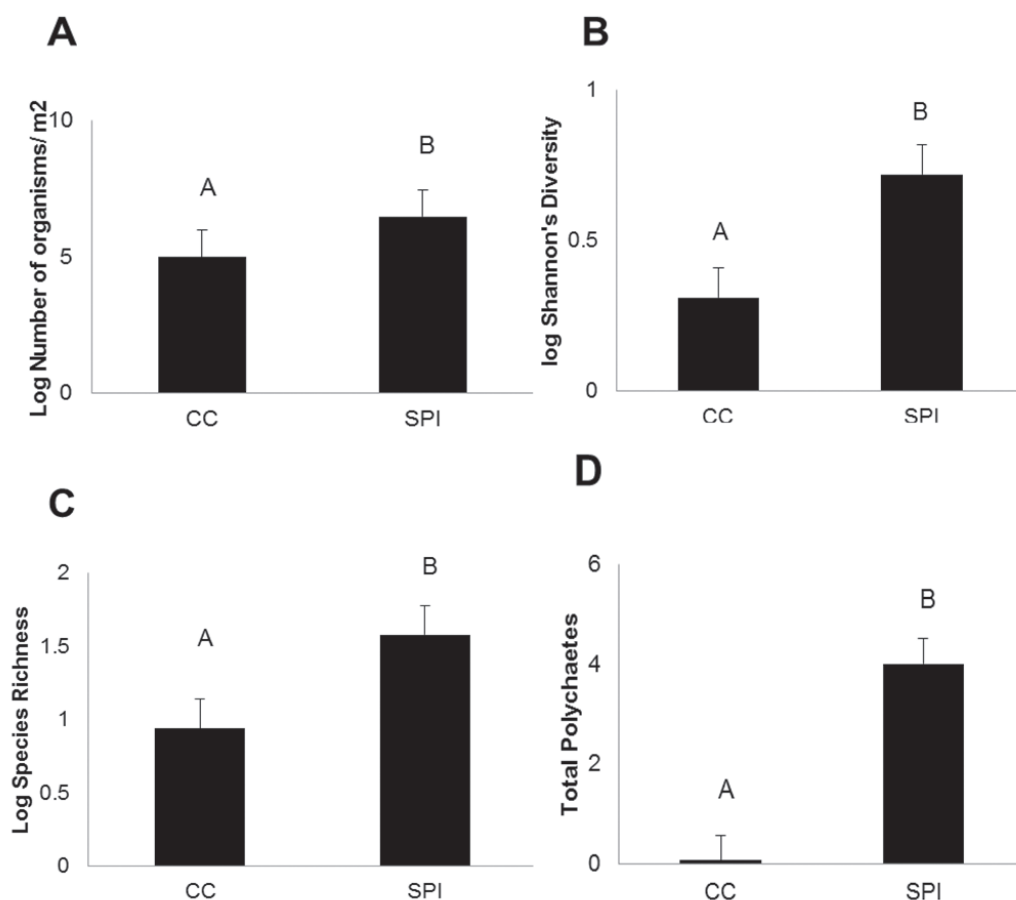 A
Log Number of organisms/ m2
10
5
0
A
B
CC
SPI
B
log Shannon's Diversity
1
0.5
0
A
B
CC
SPI
C
Log Species Richness
2
1.5
1
0.5
0
A
B
CC
SPI
D
Total Polychaetes
6
4
2
0
A
B
CC
SPI